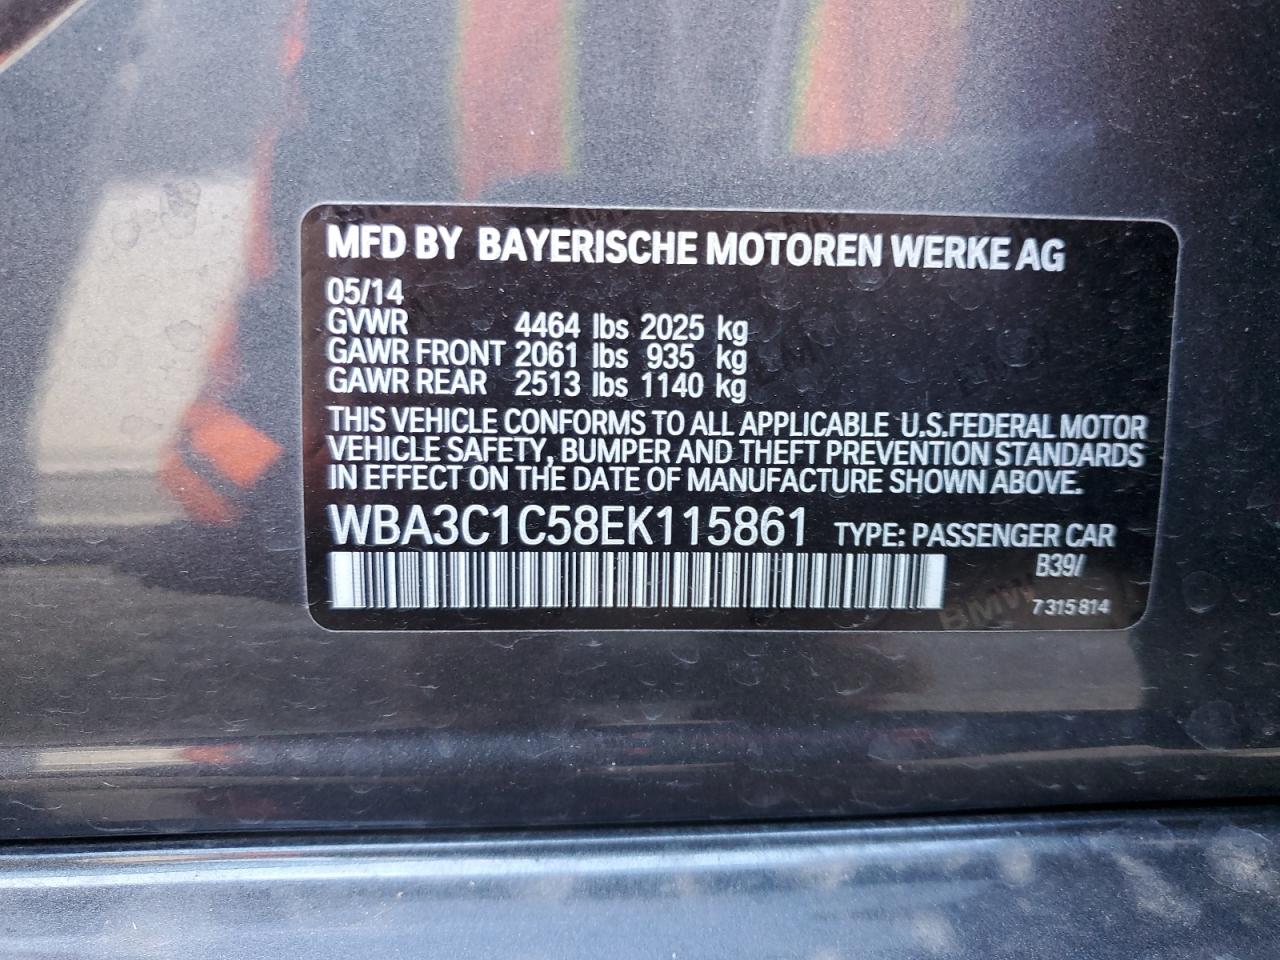 MFD BY BAYERISCHE MOTOREN WERKE AG
05/14
GVWR 4464 lbs 2025 kg
GAWR FRONT 2061 lbs 935 kg
GAWR REAR 2513 lbs 1140 kg
THIS VEHICLE CONFORMS TO ALL APPLICABLE U.S.FEDERAL MOTOR
VEHICLE SAFETY, BUMPER AND THEFT PREVENTION STANDARDS
IN EFFECT ON THE DATE OF MANUFACTURE SHOWN ABOVE.
WBA3C1C58EK115861 TYPE: PASSENGER CAR
B39/
7 315 814
BMW